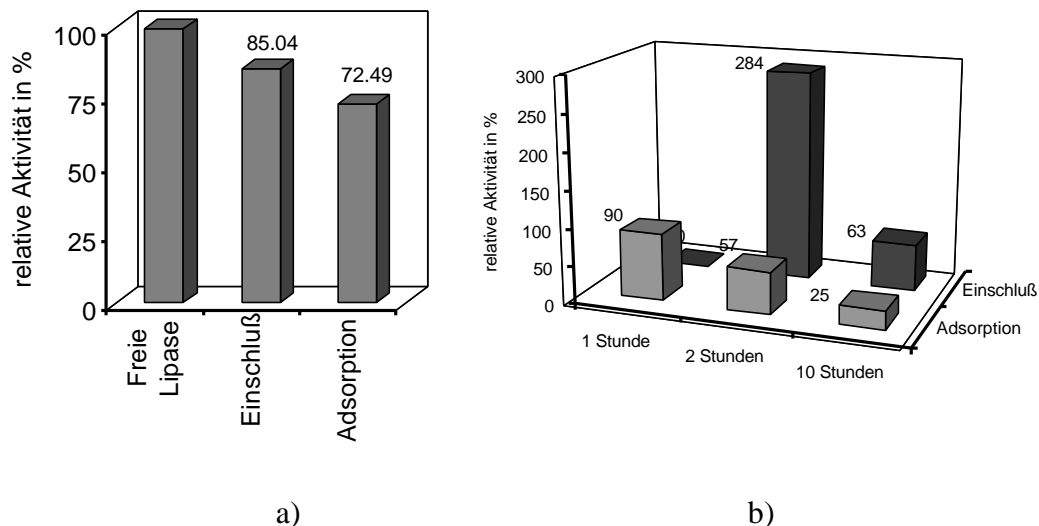 relative Aktivität in %
100
75
50
25
0
85.04
72.49
Freie
Lipase
Einschluß
Adsorption
a)
relative Aktivität in %
300
250
200
150
100
50
0
90
0
57
284
25
63
1 Stunde
2 Stunden
10 Stunden
Einschluß
Adsorption
b)